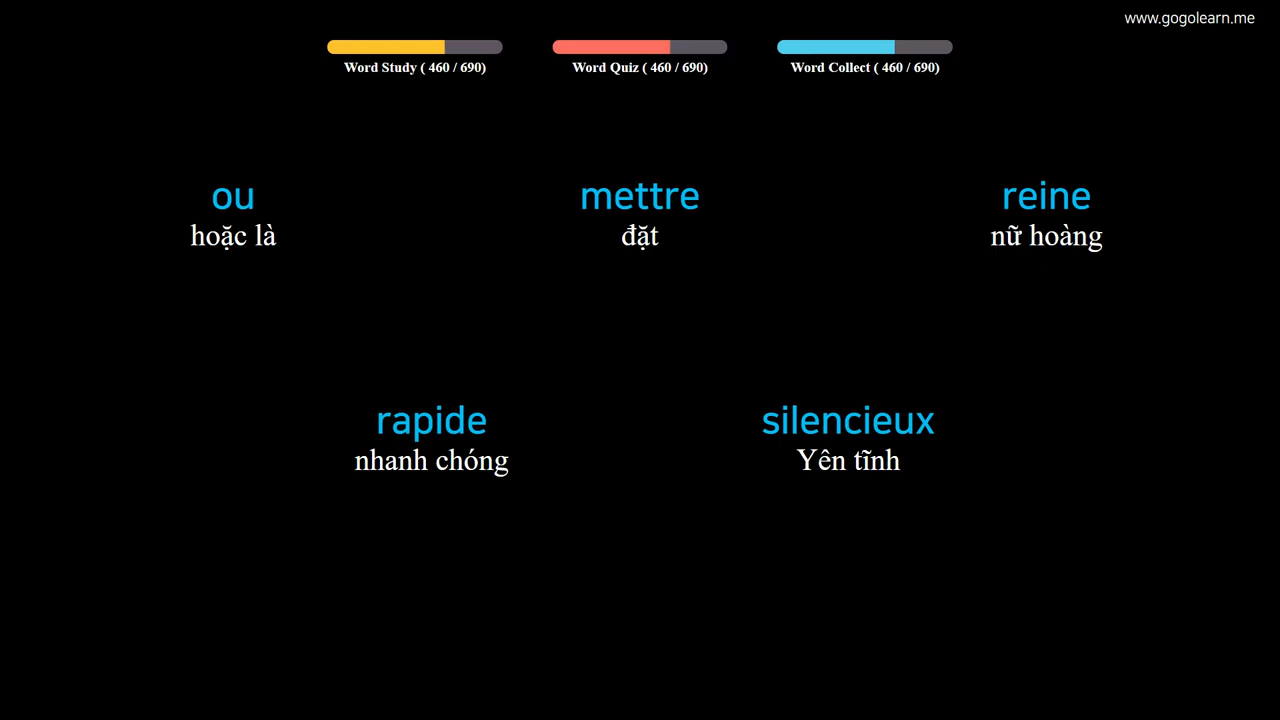 www.gogolearn.me
Word Study ( 460 / 690)
Word Quiz ( 460 / 690)
Word Collect ( 460 / 690)
ou
hoặc là
mettre
đặt
reine
nữ hoàng
rapide
nhanh chóng
silencieux
Yên tĩnh